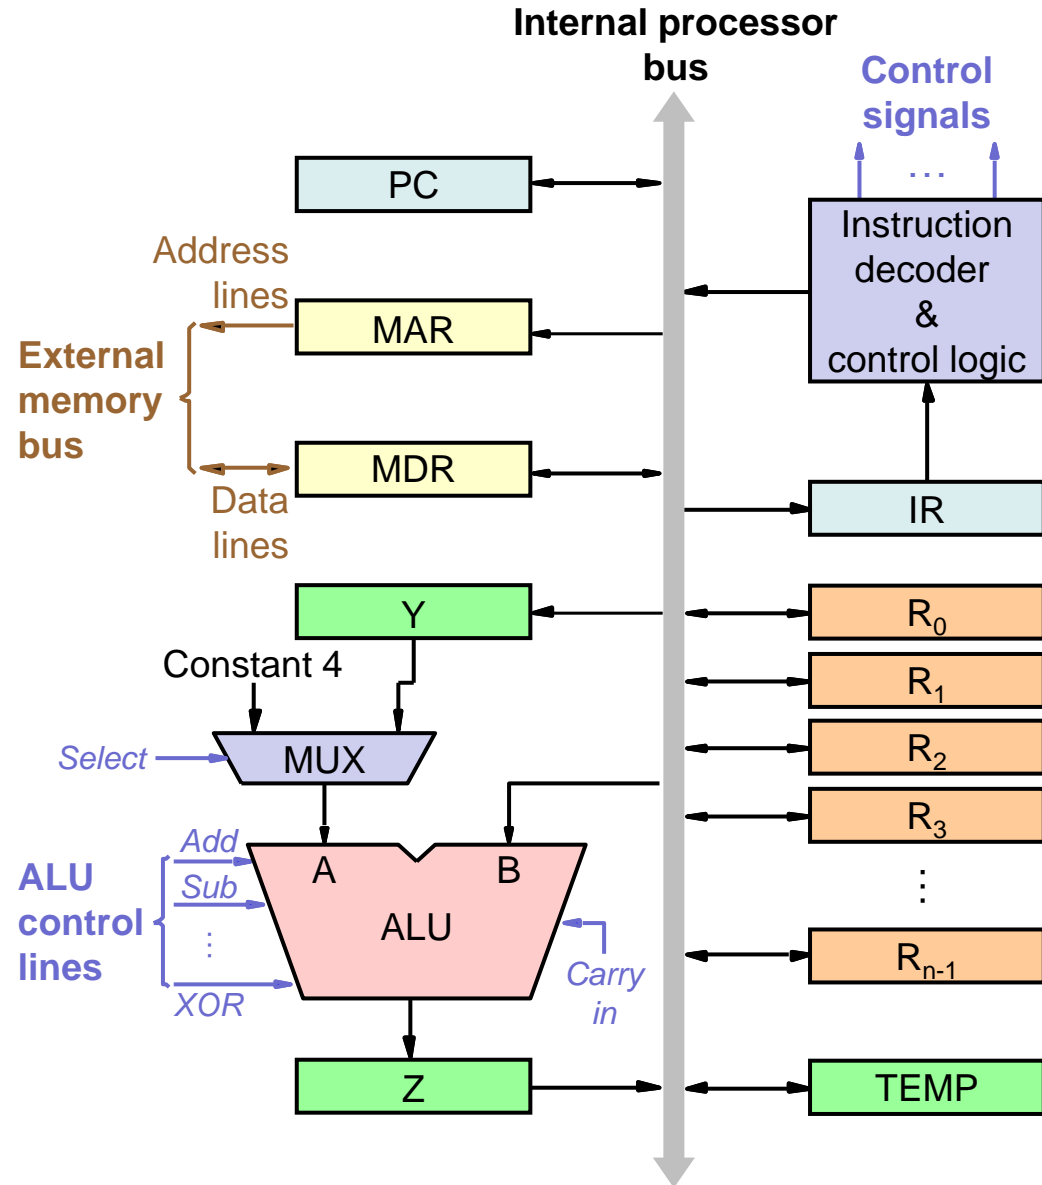 Internal processor
bus
Control
signals
...
PC
Instruction
decoder
&
control logic
Address
lines
MAR
External
memory
bus
MDR
Data
lines
IR
Y
R0
Constant 4
R1
MUX
Select
R2
R3
Add
A
B
Sub
ALU
control
lines
⋮
ALU
⋮
XOR
Carry
in
Rn-1
Z
TEMP